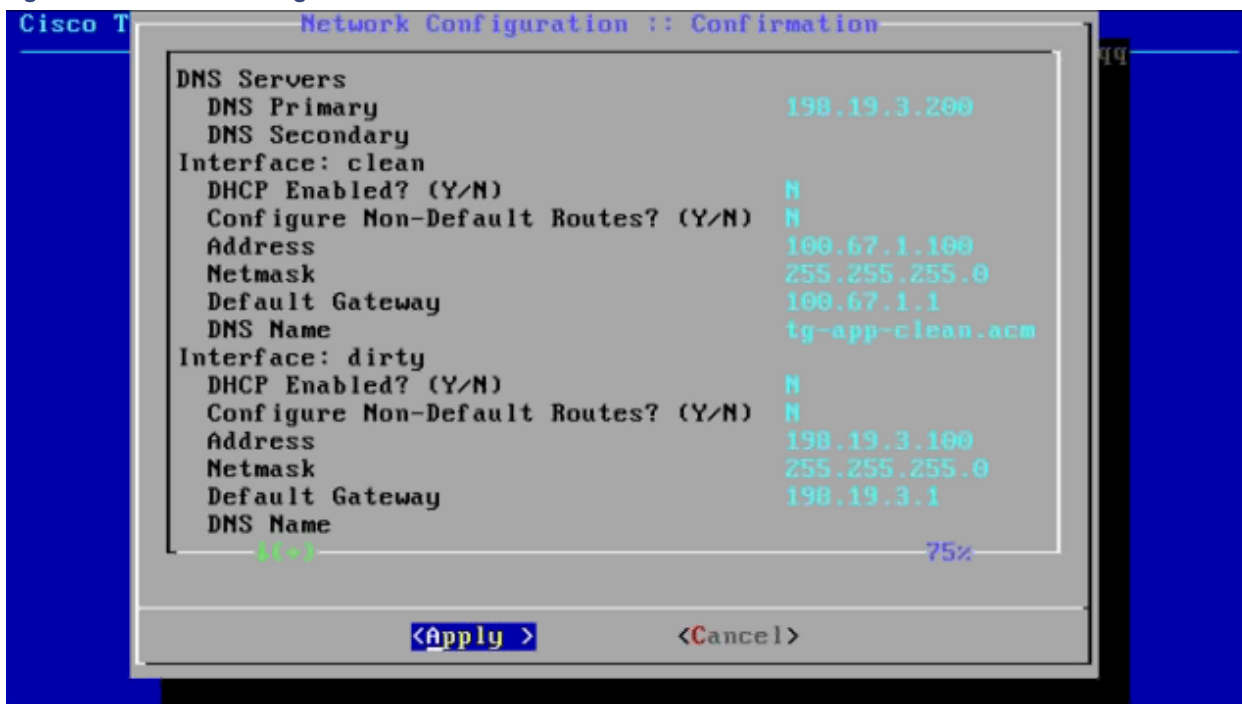 Cisco T
Network Configuration :: Confirmation
qq
DNS Servers
DNS Primary 198.19.3.200
DNS Secondary
Interface: clean
DHCP Enabled? (Y/N) N
Configure Non-Default Routes? (Y/N) N
Address 100.67.1.100
Netmask 255.255.255.0
Default Gateway 100.67.1.1
DNS Name tg-app-clean.acm
Interface: dirty
DHCP Enabled? (Y/N) N
Configure Non-Default Routes? (Y/N) N
Address 198.19.3.100
Netmask 255.255.255.0
Default Gateway 198.19.3.1
DNS Name
↓(+) 75%
<Apply > <Cancel>